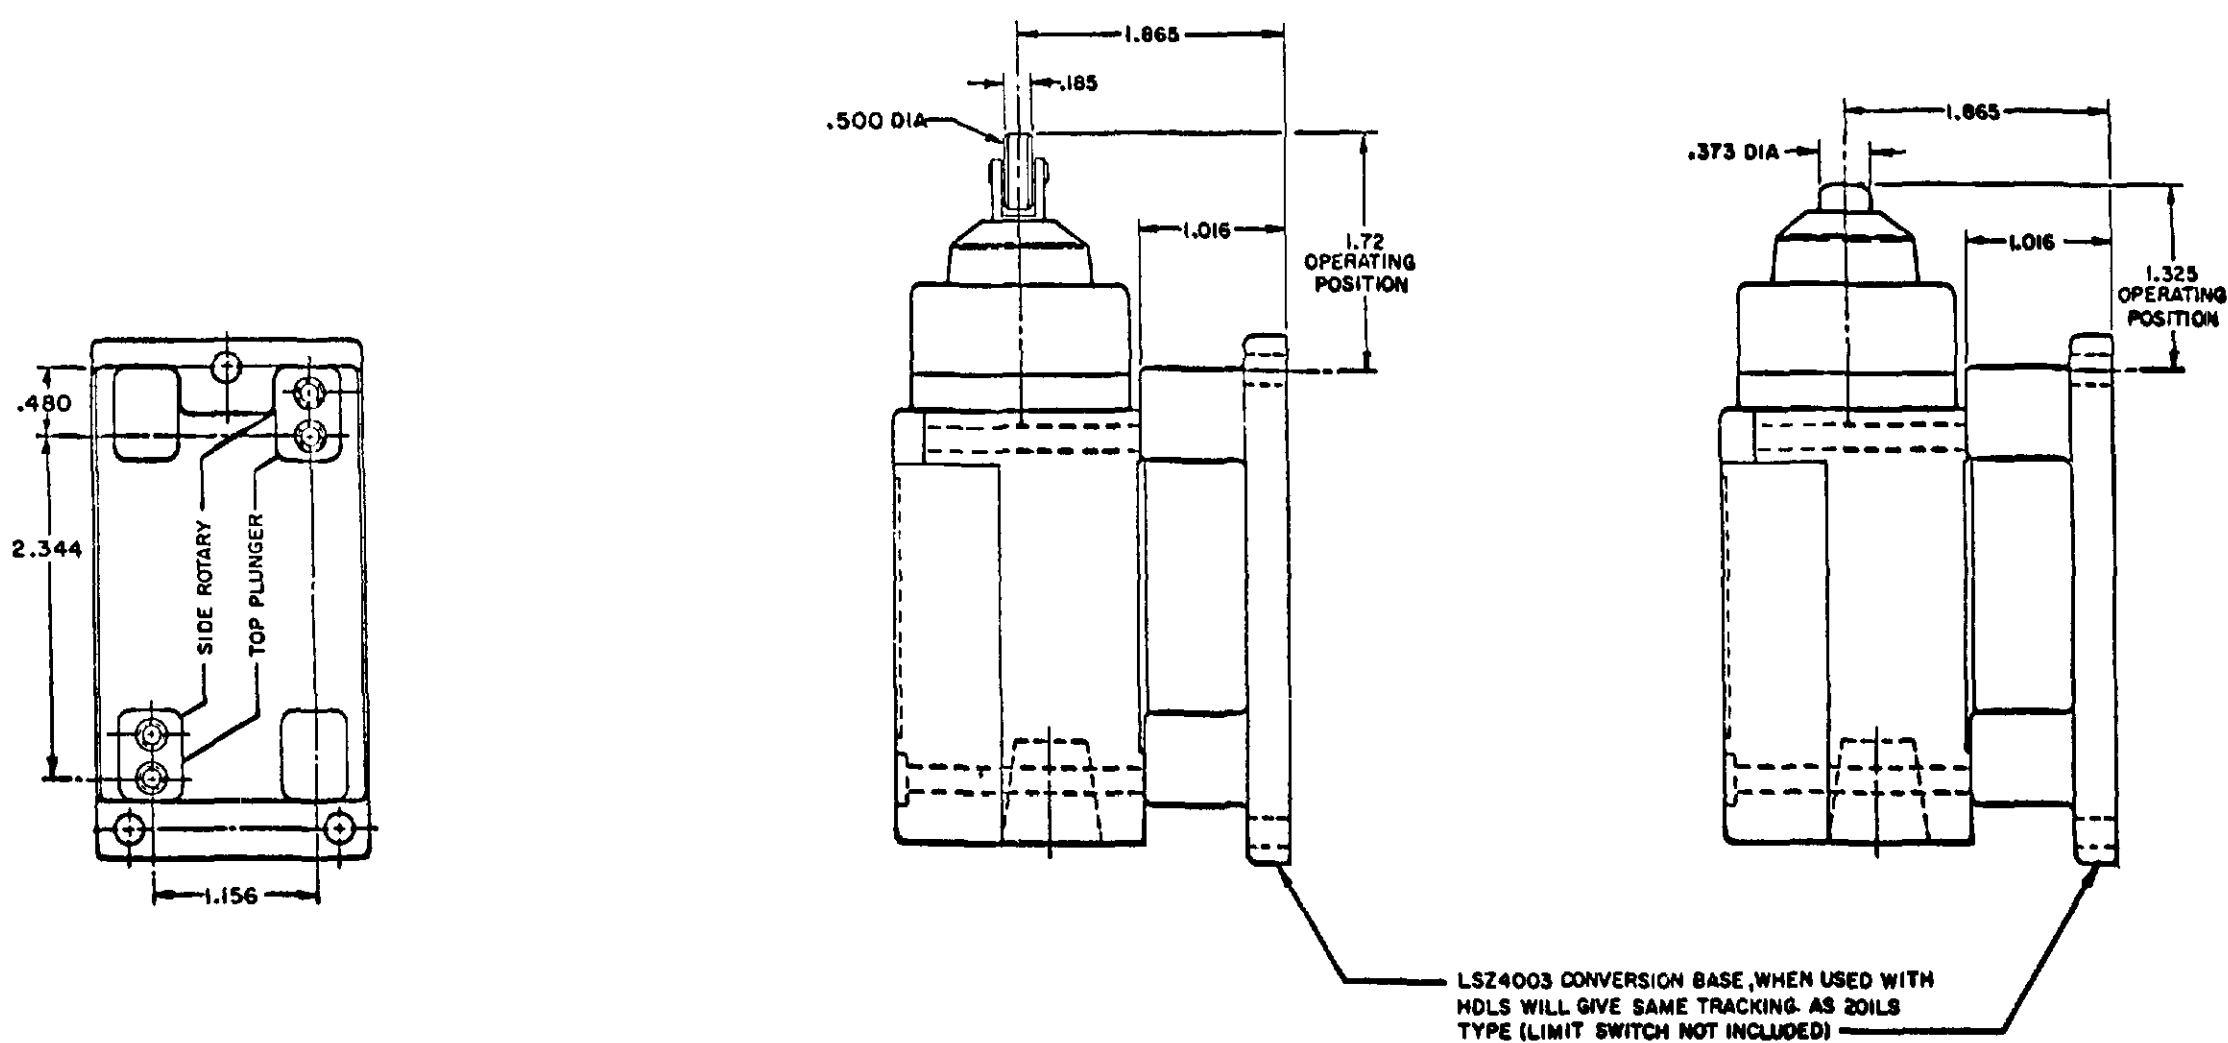 .480
2.344
SIDE ROTARY
TOP PLUNGER
1.156
1.865
.185
.500 DIA
1.016
1.72
OPERATING
POSITION
1.865
.373 DIA
1.016
1.325
OPERATING
POSITION
LSZ4003 CONVERSION BASE, WHEN USED WITH
HDLS WILL GIVE SAME TRACKING AS 201LS
TYPE (LIMIT SWITCH NOT INCLUDED)